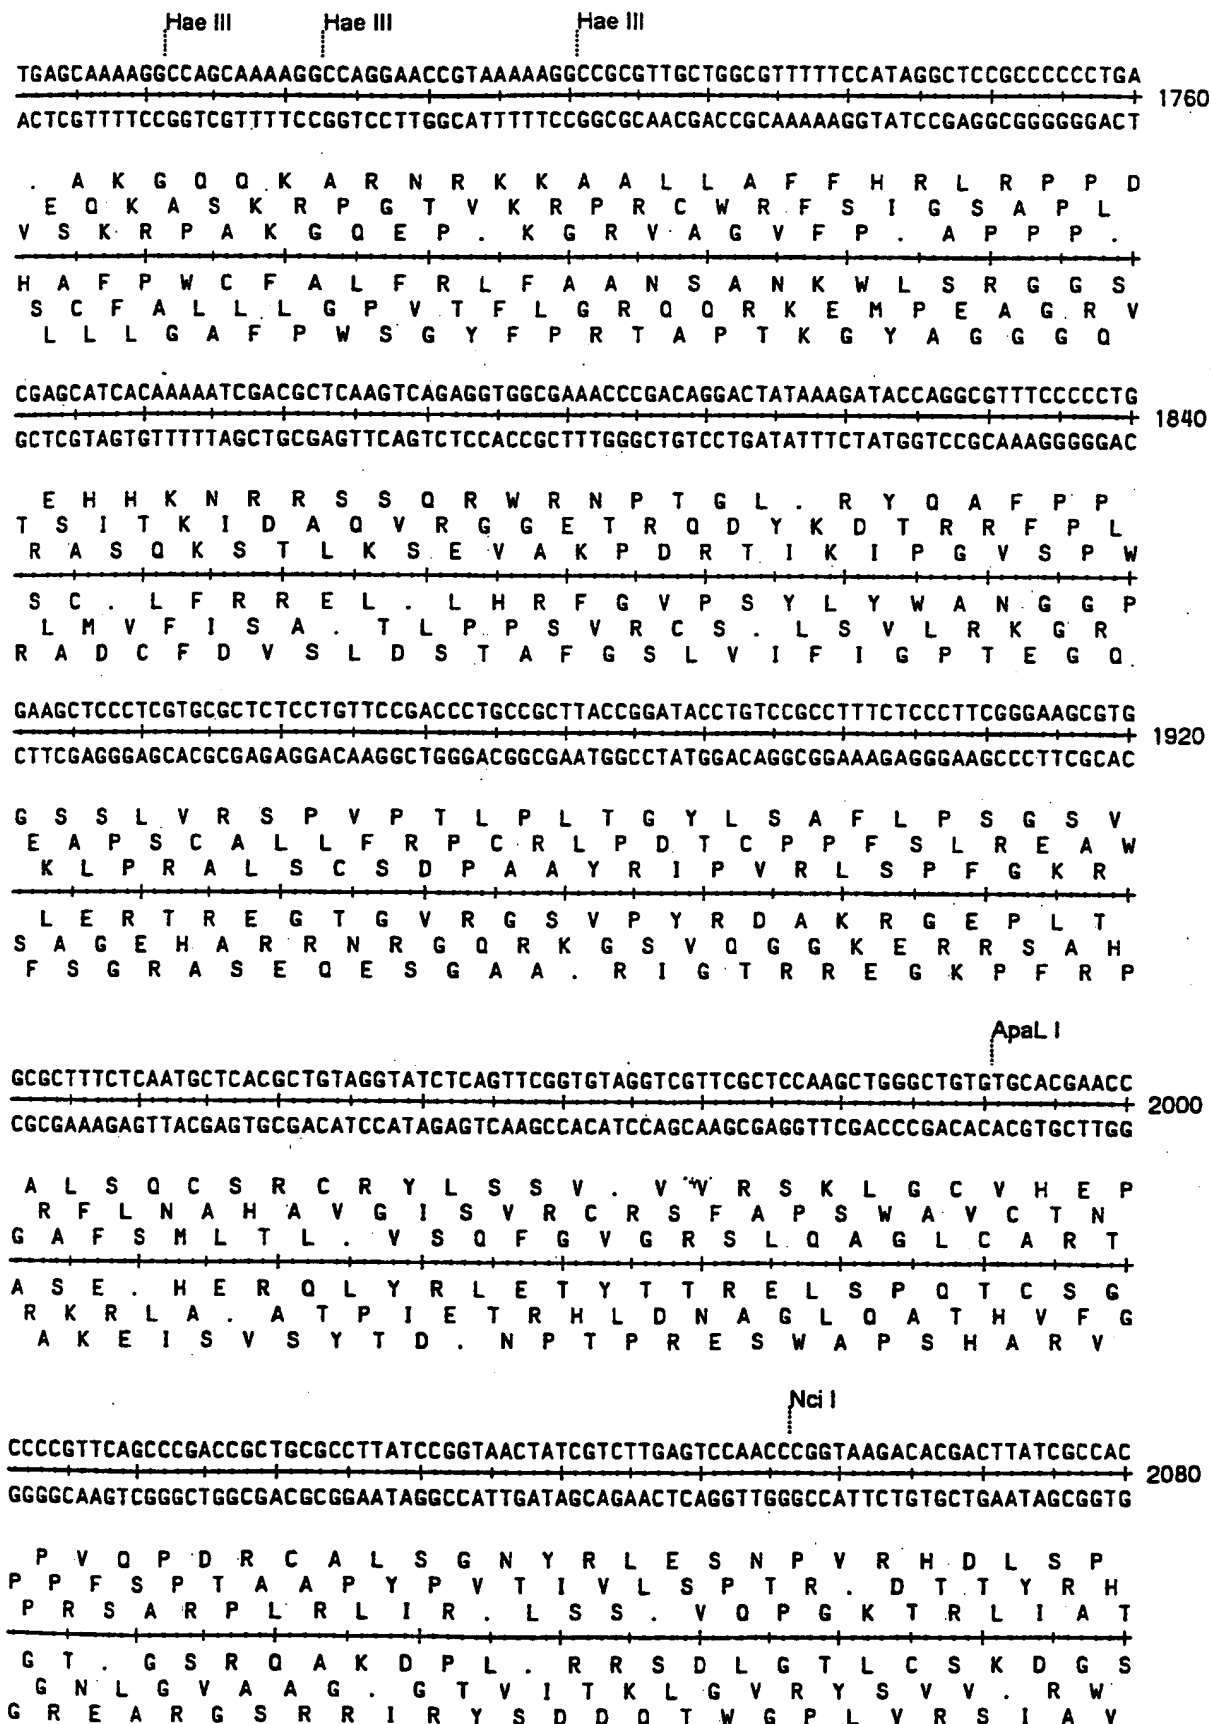 Hae III Hae III Hae III
TGAGCAAAAGGCCAGCAAAAGGCCAGGAACCGTAAAAAGGCCGCGTTGCTGGCGTTTTTCCATAGGCTCCGCCCCCCTGA
1760
ACTCGTTTTCCGGTCGTTTTCCGGTCCTTGGCATTTTTCCGGCGCAACGACCGCAAAAAGGTATCCGAGGCGGGGGGACT
. A K G Q Q K A R N R K K A A L L A F F H R L R P P D
E Q K A S K R P G T V K R P R C W R F S I G S A P L
V S K R P A K G Q E P . K G R V A G V F P . A P P P .
H A F P W C F A L F R L F A A N S A N K W L S R G G S
S C F A L L L G P V T F L G R Q Q R K E M P E A G R V
L L L G A F P W S G Y F P R T A P T K G Y A G G G Q
CGAGCATCACAAAAATCGACGCTCAAGTCAGAGGTGGCGAAACCCGACAGGACTATAAAGATACCAGGCGTTTCCCCCTG
1840
GCTCGTAGTGTTTTTAGCTGCGAGTTCAGTCTCCACCGCTTTGGGCTGTCCTGATATTTCTATGGTCCGCAAAGGGGGAC
E H H K N R R S S Q R W R N P T G L . R Y Q A F P P
T S I T K I D A Q V R G G E T R Q D Y K D T R R F P L
R A S Q K S T L K S E V A K P D R T I K I P G V S P W
S C . L F R R E L . L H R F G V P S Y L Y W A N G G P
L M V F I S A . T L P P S V R C S . L S V L R K G R
R A D C F D V S L D S T A F G S L V I F I G P T E G Q
GAAGCTCCCTCGTGCGCTCTCCTGTTCCGACCCTGCCGCTTACCGGATACCTGTCCGCCTTTCTCCCTTCGGGAAGCGTG
1920
CTTCGAGGGAGCACGCGAGAGGACAAGGCTGGGACGGCGAATGGCCTATGGACAGGCGGAAAGAGGGAAGCCCTTCGCAC
G S S L V R S P V P T L P L T G Y L S A F L P S G S V
E A P S C A L L F R P C R L P D T C P P F S L R E A W
K L P R A L S C S D P A A Y R I P V R L S P F G K R
L E R T R E G T G V R G S V P Y R D A K R G E P L T
S A G E H A R R N R G Q R K G S V Q G G K E R R S A H
F S G R A S E Q E S G A A . R I G T R R E G K P F R P
ApaL I
GCGCTTTCTCAATGCTCACGCTGTAGGTATCTCAGTTCGGTGTAGGTCGTTCGCTCCAAGCTGGGCTGTGTGCACGAACC
2000
CGCGAAAGAGTTACGAGTGCGACATCCATAGAGTCAAGCCACATCCAGCAAGCGAGGTTCGACCCGACACACGTGCTTGG
A L S Q C S R C R Y L S S V . V V R S K L G C V H E P
R F L N A H A V G I S V R C R S F A P S W A V C T N
G A F S M L T L . V S Q F G V G R S L Q A G L C A R T
A S E . H E R Q L Y R L E T Y T T R E L S P Q T C S G
R K R L A . A T P I E T R H L D N A G L Q A T H V F G
A K E I S V S Y T D . N P T P R E S W A P S H A R V
Nci I
CCCCGTTCAGCCCGACCGCTGCGCCTTATCCGGTAACTATCGTCTTGAGTCCAACCCGGTAAGACACGACTTATCGCCAC
2080
GGGGCAAGTCGGGCTGGCGACGCGGAATAGGCCATTGATAGCAGAACTCAGGTTGGGCCATTCTGTGCTGAATAGCGGTG
P V Q P D R C A L S G N Y R L E S N P V R H D L S P
P P F S P T A A P Y P V T I V L S P T R . D T T Y R H
P R S A R P L R L I R . L S S . V Q P G K T R L I A T
G T . G S R Q A K D P L . R R S D L G T L C S K D G S
G N L G V A A G . G T V I T K L G V R Y S V V . R W
G R E A R G S R R I R Y S D D Q T W G P L V R S I A V